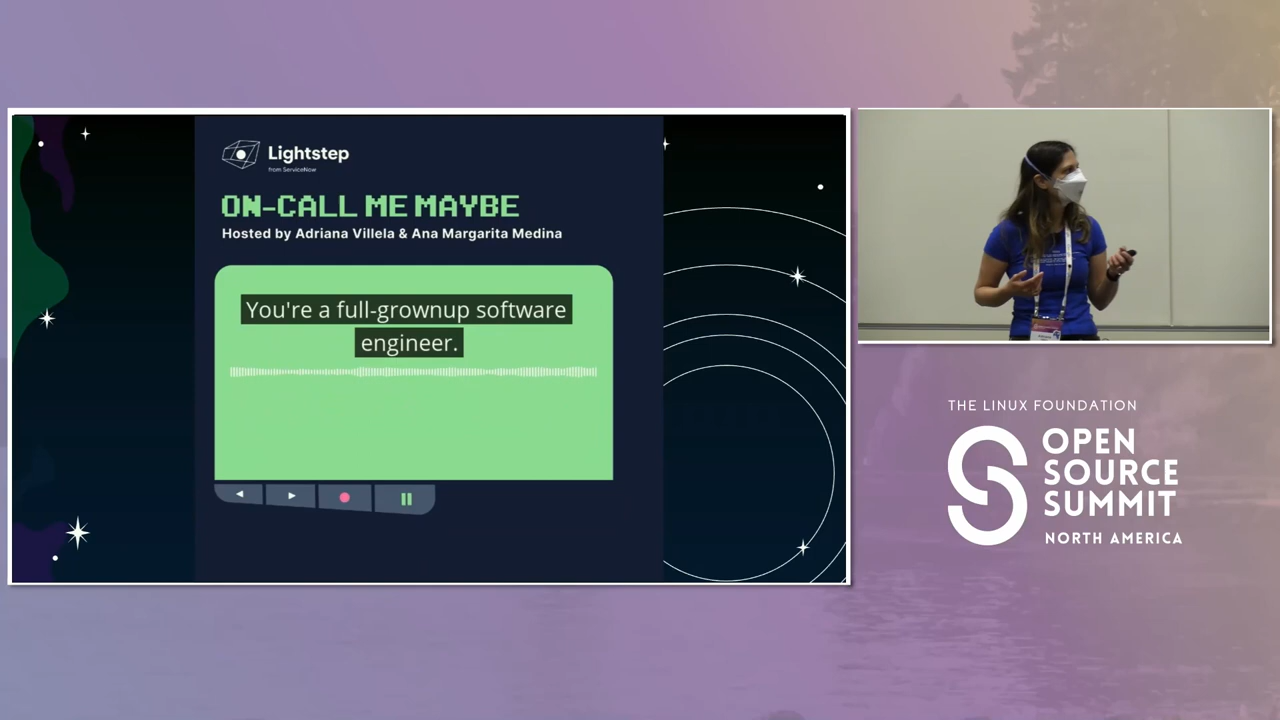 Lightstep
from ServiceNow
ON-CALL ME MAYBE
Hosted by Adriana Villela & Ana Margarita Medina
You're a full-grownup software
engineer.
THE LINUX FOUNDATION
OPEN
SOURCE
SUMMIT
NORTH AMERICA